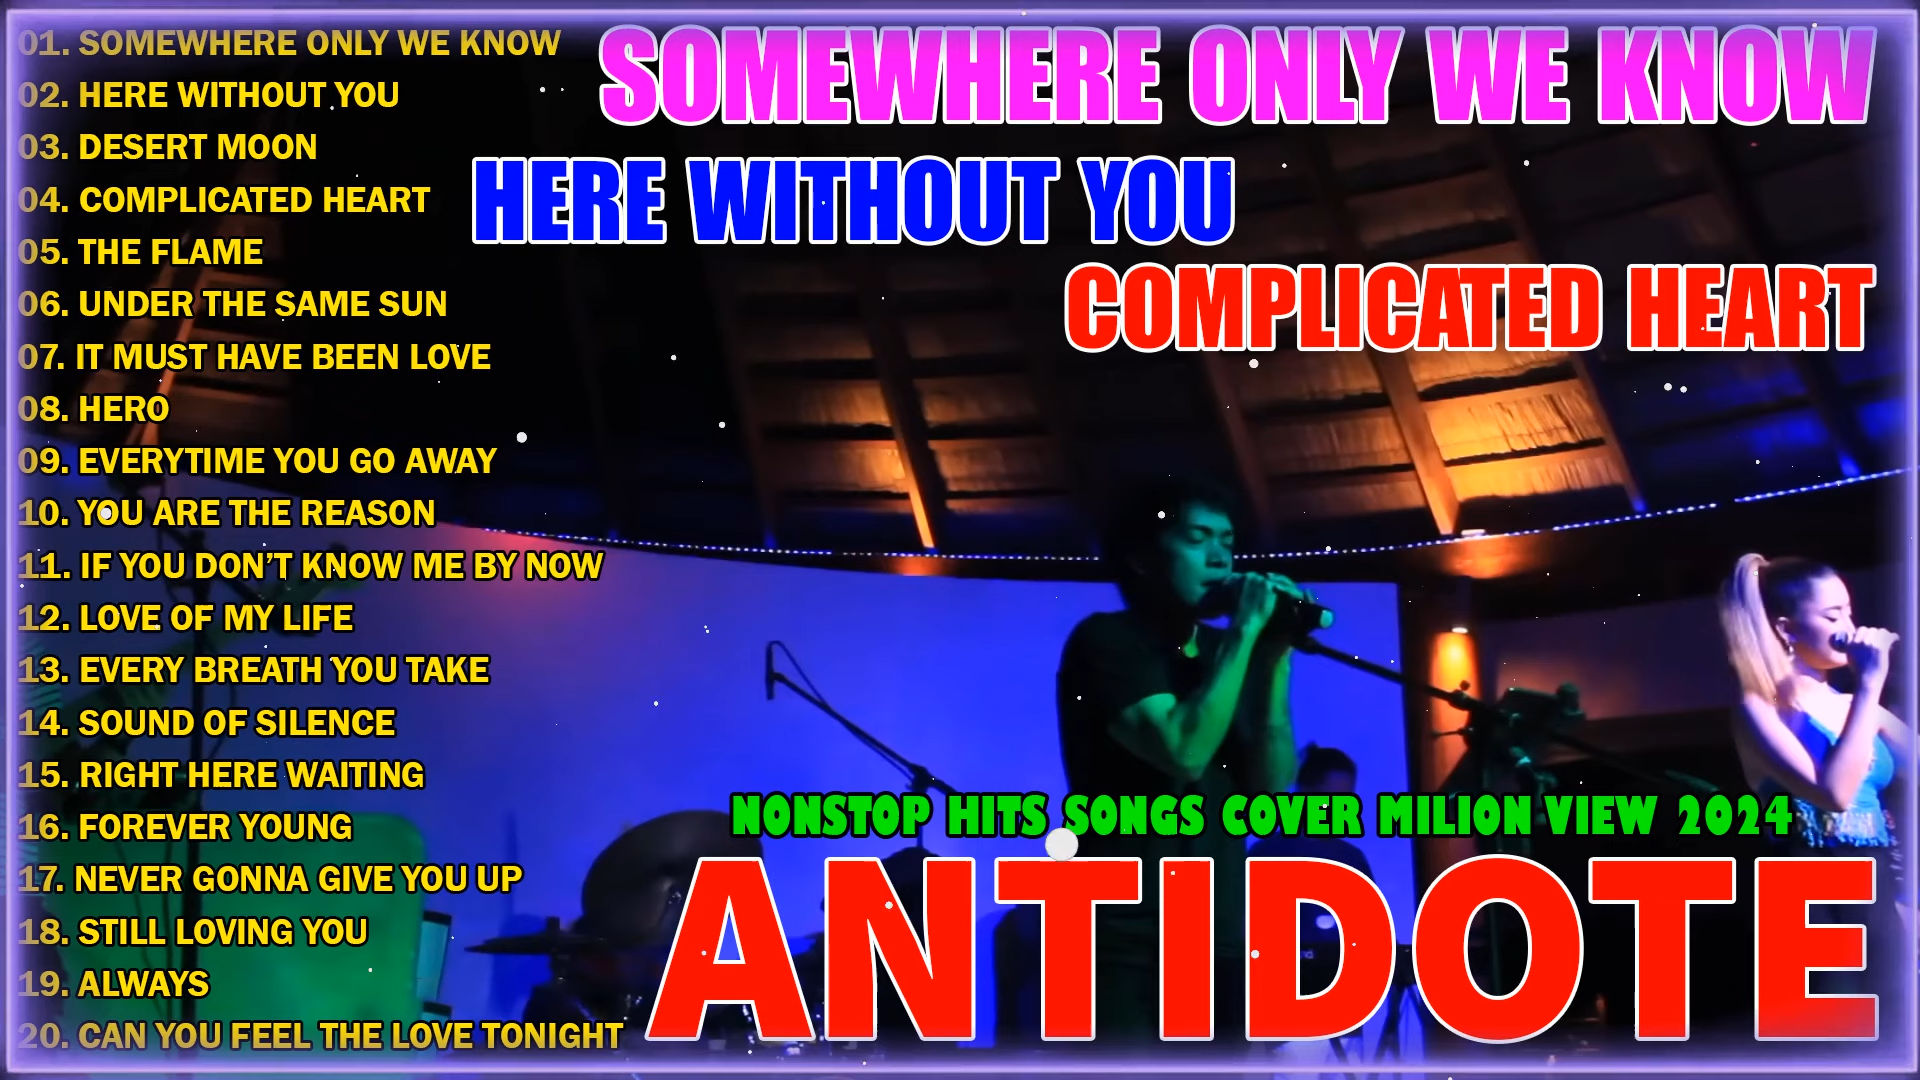 01. SOMEWHERE ONLY WE KNOW
02. HERE WITHOUT YOU
03. DESERT MOON
04. COMPLICATED HEART
05. THE FLAME
06. UNDER THE SAME SUN
07. IT MUST HAVE BEEN LOVE
08. HERO
09. EVERYTIME YOU GO AWAY
10. YOU ARE THE REASON
11. IF YOU DON'T KNOW ME BY NOW
12. LOVE OF MY LIFE
13. EVERY BREATH YOU TAKE
14. SOUND OF SILENCE
15. RIGHT HERE WAITING
16. FOREVER YOUNG
17. NEVER GONNA GIVE YOU UP
18. STILL LOVING YOU
19. ALWAYS
20. CAN YOU FEEL THE LOVE TONIGHT
SOMEWHERE ONLY WE KNOW
HERE WITHOUT YOU
COMPLICATED HEART
NONSTOP HITS SONGS COVER MILION VIEW 2024
ANTIDOTE